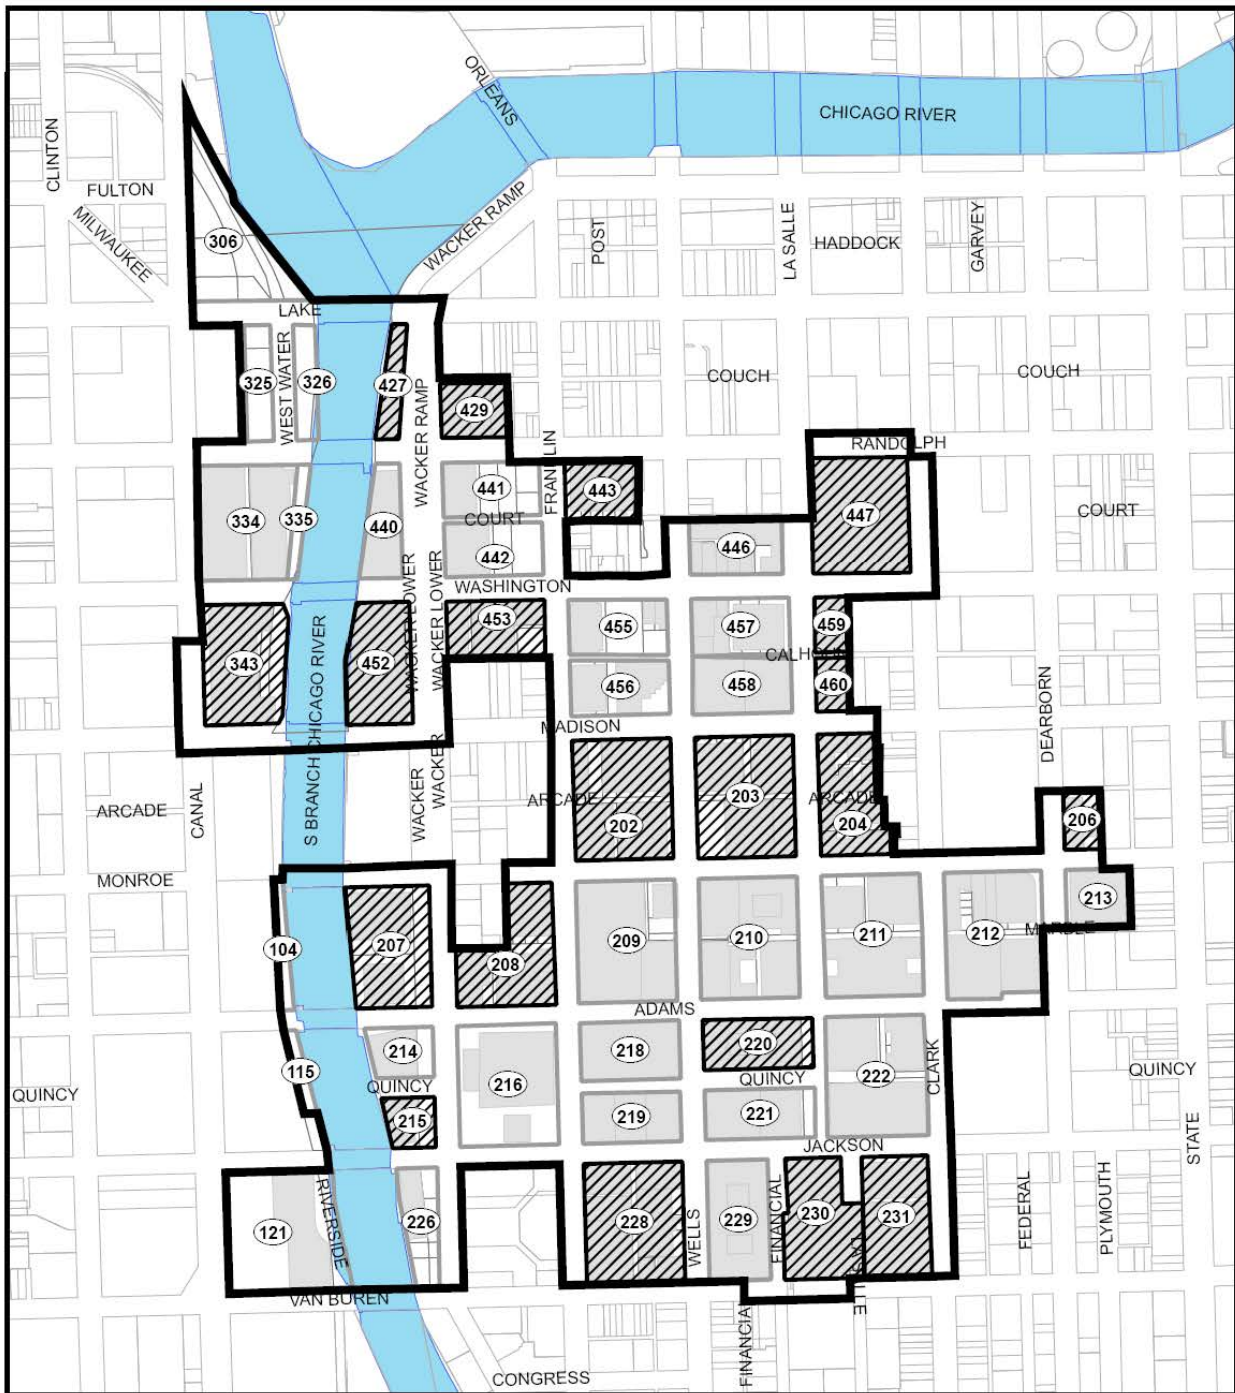 ORLEANS
CHICAGO RIVER
CLINTON
FULTON
MILWAUKEE
306
WACKER RAMP
POST
LA SALLE
HADDOCK
GARVEY
LAKE
325
WEST WATER
326
427
WACKER RAMP
429
COUCH
COUCH
RANDOLPH
FRANKLIN
334
335
440
441
COURT
442
443
446
447
COURT
WASHINGTON
WACKER LOWER
WACKER LOWER
453
455
457
459
CALHOUN
343
452
456
458
460
MADISON
S BRANCH CHICAGO RIVER
DEARBORN
WACKER
WACKER
ARCADE
CANAL
ARCADE
202
203
ARCADE
204
206
MONROE
213
104
207
208
209
210
211
212
MARBLE
ADAMS
115
214
QUINCY
215
216
218
219
220
QUINCY
221
222
CLARK
QUINCY
QUINCY
STATE
JACKSON
121
RIVERSIDE
226
228
WELLS
229
FINANCIAL
230
231
FEDERAL
PLYMOUTH
VAN BUREN
FINANCIAL
LA SALLE
CONGRESS